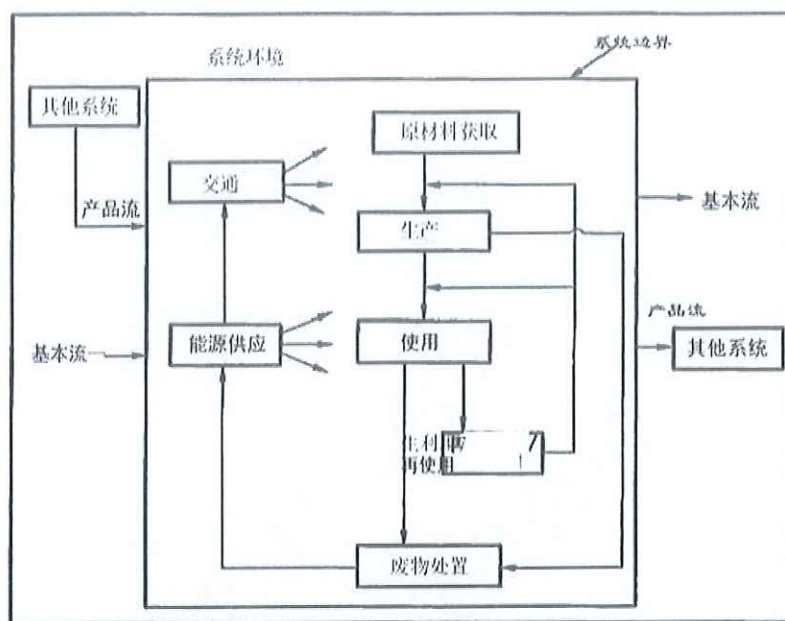 系统环境
系统边界
其他系统
原材料获取
交通
产品流
基本流
生产
产品流
基本流
能源供应
使用
其他系统
生利
再使用
废物处置